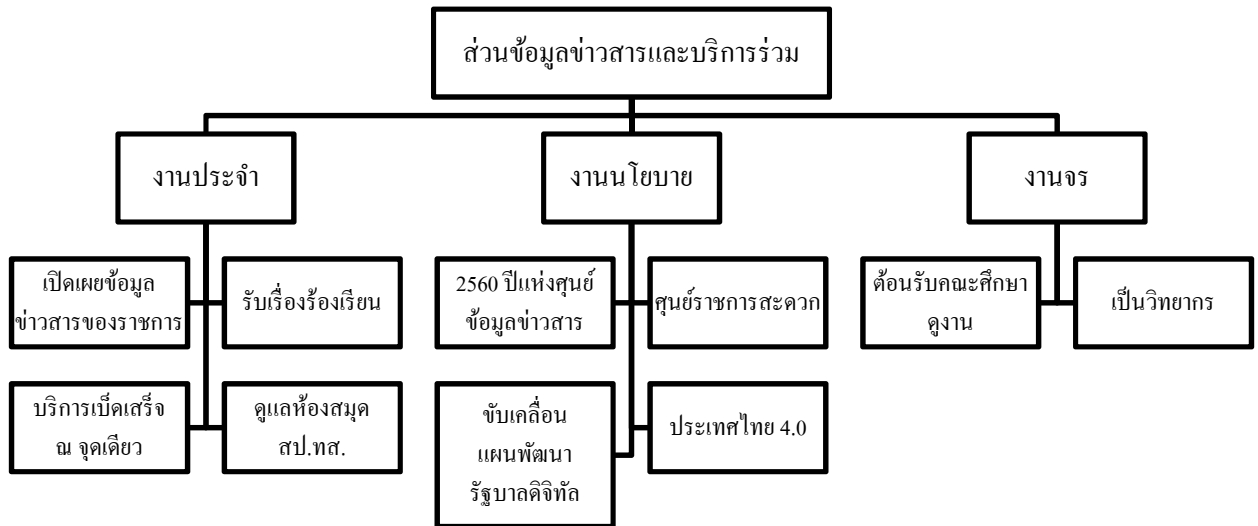 ส่วนข้อมูลข่าวสารและบริการร่วม
งานประจำ
งานนโยบาย
งานจร
เปิดเผยข้อมูล
ข่าวสารของราชการ
รับเรื่องร้องเรียน
2560 ปีแห่งศูนย์
ข้อมูลข่าวสาร
ศูนย์ราชการสะดวก
ต้อนรับคณะศึกษา
ดูงาน
เป็นวิทยากร
บริการเบ็ดเสร็จ
ณ จุดเดียว
ดูแลห้องสมุด
สป.ทส.
ขับเคลื่อน
แผนพัฒนา
รัฐบาลดิจิทัล
ประเทศไทย 4.0